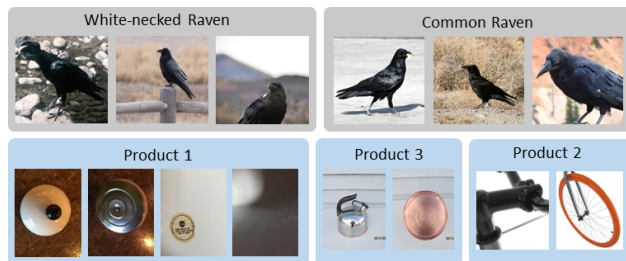 White-necked Raven
Common Raven
Product 1
Product 3
Product 2